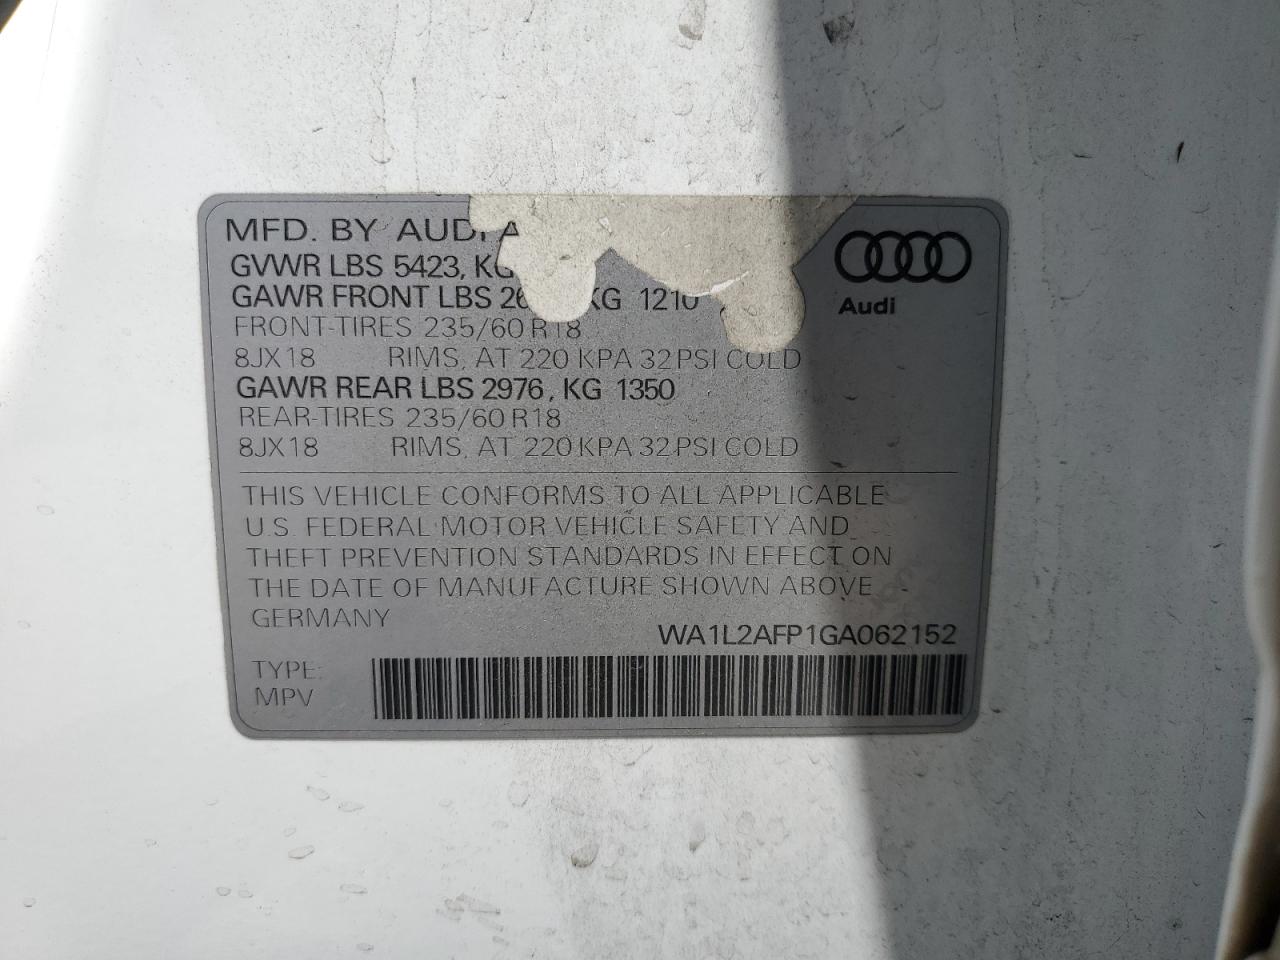 MFD. BY AUDI A
GVWR LBS 5423, KG
GAWR FRONT LBS 26 KG 1210
FRONT-TIRES 235/60 R18
8JX18 RIMS, AT 220 KPA 32 PSI COLD
GAWR REAR LBS 2976, KG 1350
REAR-TIRES 235/60 R18
8JX18 RIMS, AT 220 KPA 32 PSI COLD
Audi
THIS VEHICLE CONFORMS TO ALL APPLICABLE
U.S. FEDERAL MOTOR VEHICLE SAFETY AND
THEFT PREVENTION STANDARDS IN EFFECT ON
THE DATE OF MANUFACTURE SHOWN ABOVE
GERMANY
WA1L2AFP1GA062152
TYPE:
MPV